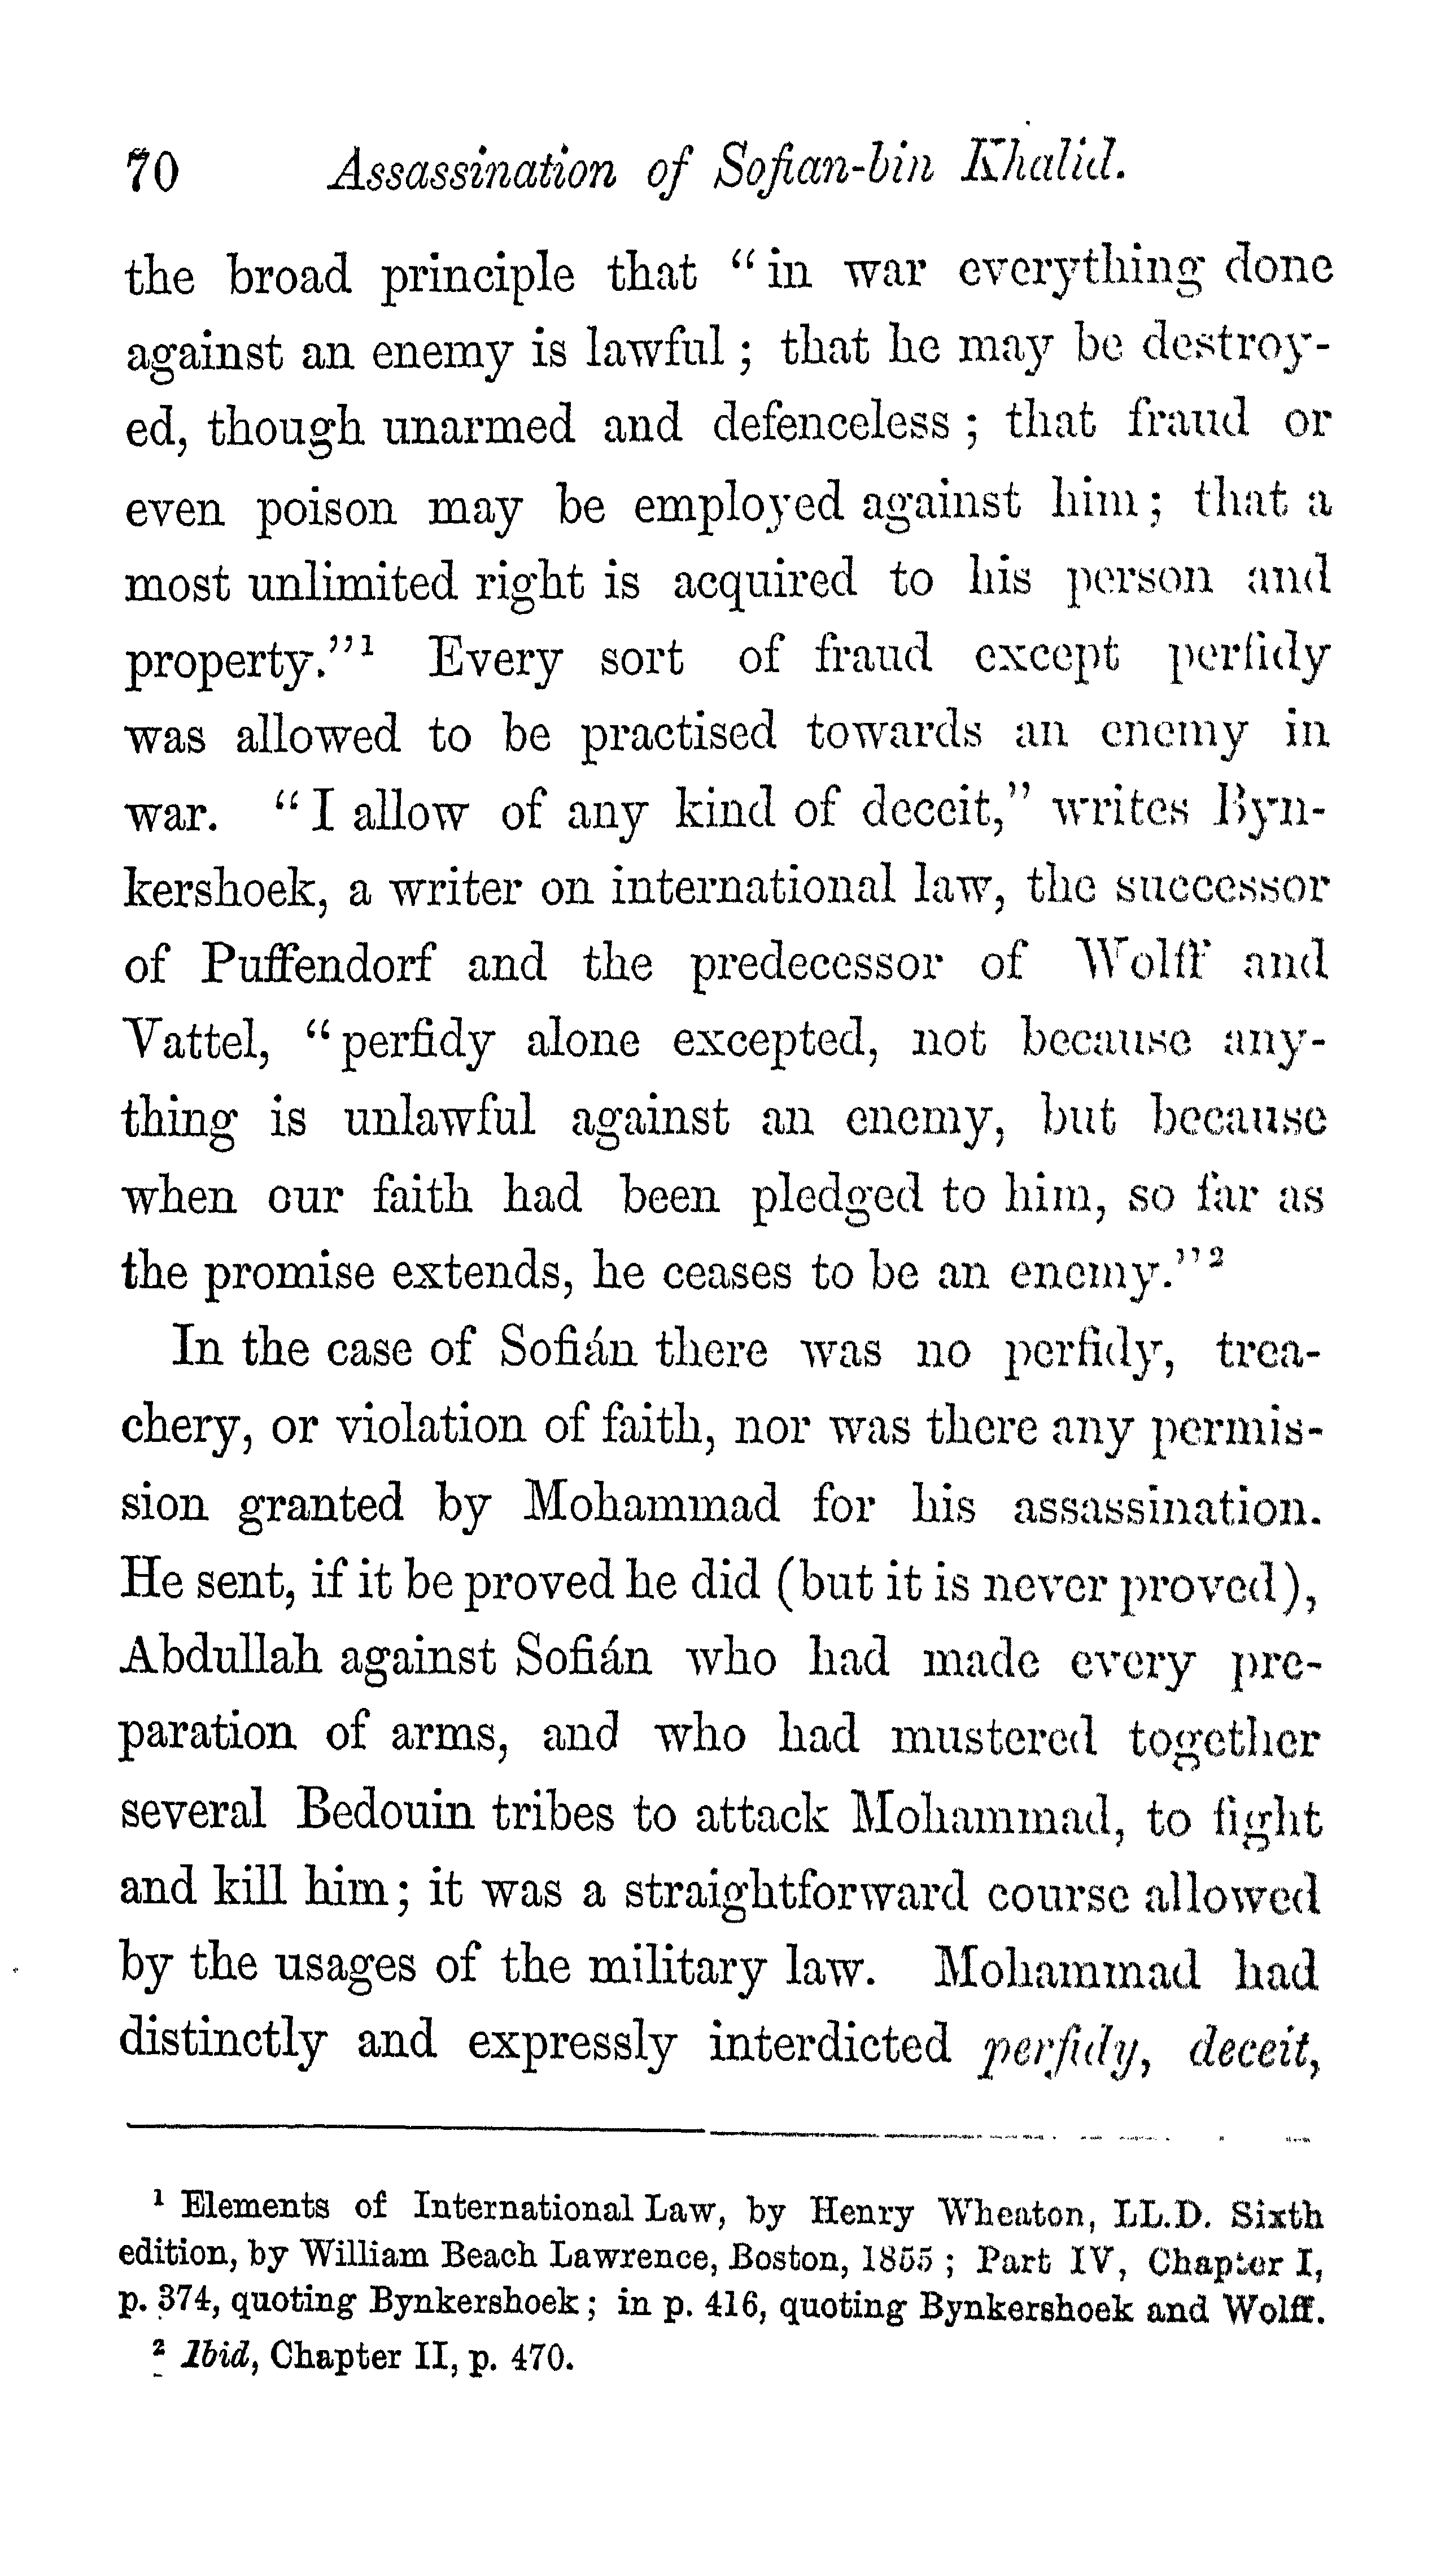 70 Assassination of Sofian-bin Khalid.
the broad principle that “in war everything done
against an enemy is lawful ; that he may be destroy-
ed, though unarmed and defenceless ; that fraud or
even poison may be employed against him ; that a
most unlimited right is acquired to his person and
property.”¹ Every sort of fraud except perfidy
was allowed to be practised towards an enemy in
war. “I allow of any kind of deceit,” writes Byn-
kershoek, a writer on international law, the successor
of Puffendorf and the predecessor of Wolff and
Vattel, “perfidy alone excepted, not because any-
thing is unlawful against an enemy, but because
when our faith had been pledged to him, so far as
the promise extends, he ceases to be an enemy.”²
In the case of Sofián there was no perfidy, trea-
chery, or violation of faith, nor was there any permis-
sion granted by Mohammad for his assassination.
He sent, if it be proved he did (but it is never proved),
Abdullah against Sofián who had made every pre-
paration of arms, and who had mustered together
several Bedouin tribes to attack Mohammad, to fight
and kill him ; it was a straightforward course allowed
by the usages of the military law. Mohammad had
distinctly and expressly interdicted perfidy, deceit,
¹ Elements of International Law, by Henry Wheaton, LL.D. Sixth
edition, by William Beach Lawrence, Boston, 1855 ; Part IV, Chapter I,
p. 374, quoting Bynkershoek ; in p. 416, quoting Bynkershoek and Wolff.
² Ibid, Chapter II, p. 470.